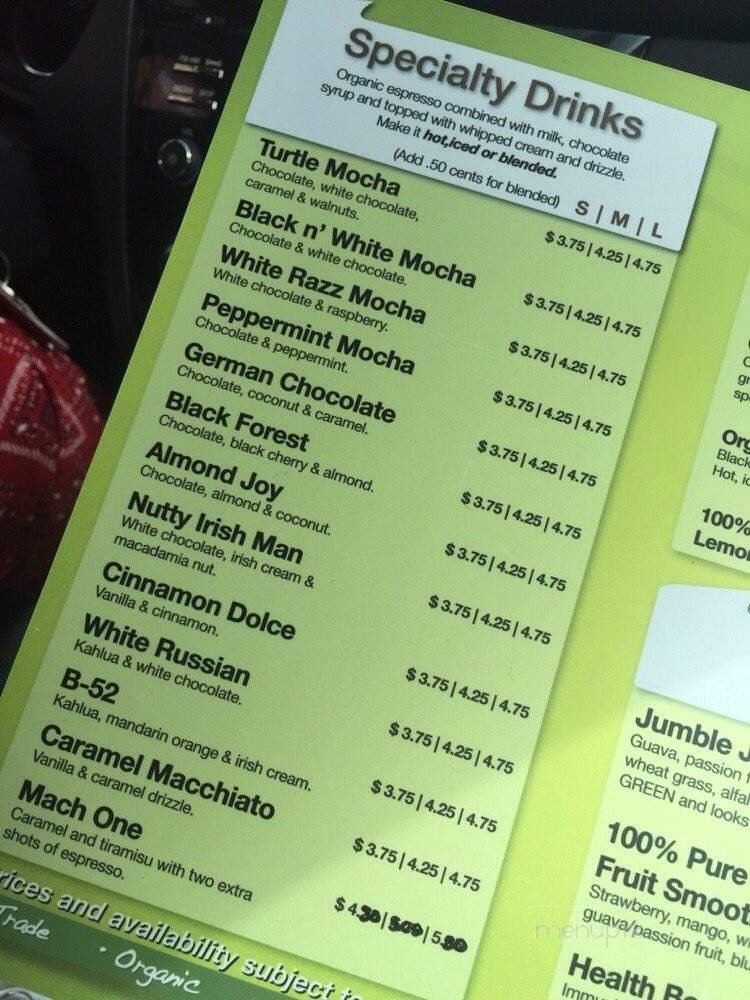 Specialty Drinks
Organic espresso combined with milk, chocolate
syrup and topped with whipped cream and drizzle.
Make it hot,iced or blended.
(Add .50 cents for blended)
S | M | L
Turtle Mocha
Chocolate, white chocolate,
caramel & walnuts.
$ 3.75 | 4.25 | 4.75
Black n' White Mocha
Chocolate & white chocolate.
$ 3.75 | 4.25 | 4.75
White Razz Mocha
White chocolate & raspberry.
$ 3.75 | 4.25 | 4.75
Peppermint Mocha
Chocolate & peppermint.
$ 3.75 | 4.25 | 4.75
German Chocolate
Chocolate, coconut & caramel.
$ 3.75 | 4.25 | 4.75
Black Forest
Chocolate, black cherry & almond.
$ 3.75 | 4.25 | 4.75
Almond Joy
Chocolate, almond & coconut.
$ 3.75 | 4.25 | 4.75
Nutty Irish Man
White chocolate, irish cream &
macadamia nut.
$ 3.75 | 4.25 | 4.75
Cinnamon Dolce
Vanilla & cinnamon.
$ 3.75 | 4.25 | 4.75
White Russian
Kahlua & white chocolate.
$ 3.75 | 4.25 | 4.75
B-52
Kahlua, mandarin orange & irish cream.
$ 3.75 | 4.25 | 4.75
Caramel Macchiato
Vanilla & caramel drizzle.
$ 3.75 | 4.25 | 4.75
Mach One
Caramel and tiramisu with two extra
shots of espresso.
rices and availability subject
Trade
· Organic
Org
Black
Hot,
100%
Lemo
Jumble J
Guava, passion
wheat grass, alfal
GREEN and looks
100% Pure
Fruit Smoot
Strawberry, mango,
guava/passion fruit, blu
Health
Immu